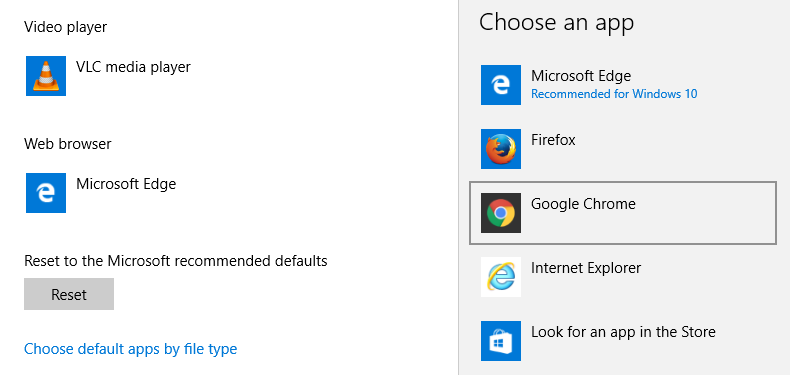 Video player
VLC media player
Web browser
Microsoft Edge
Reset to the Microsoft recommended defaults
Reset
Choose default apps by file type
Choose an app
Microsoft Edge
Recommended for Windows 10
Firefox
Google Chrome
Internet Explorer
Look for an app in the Store